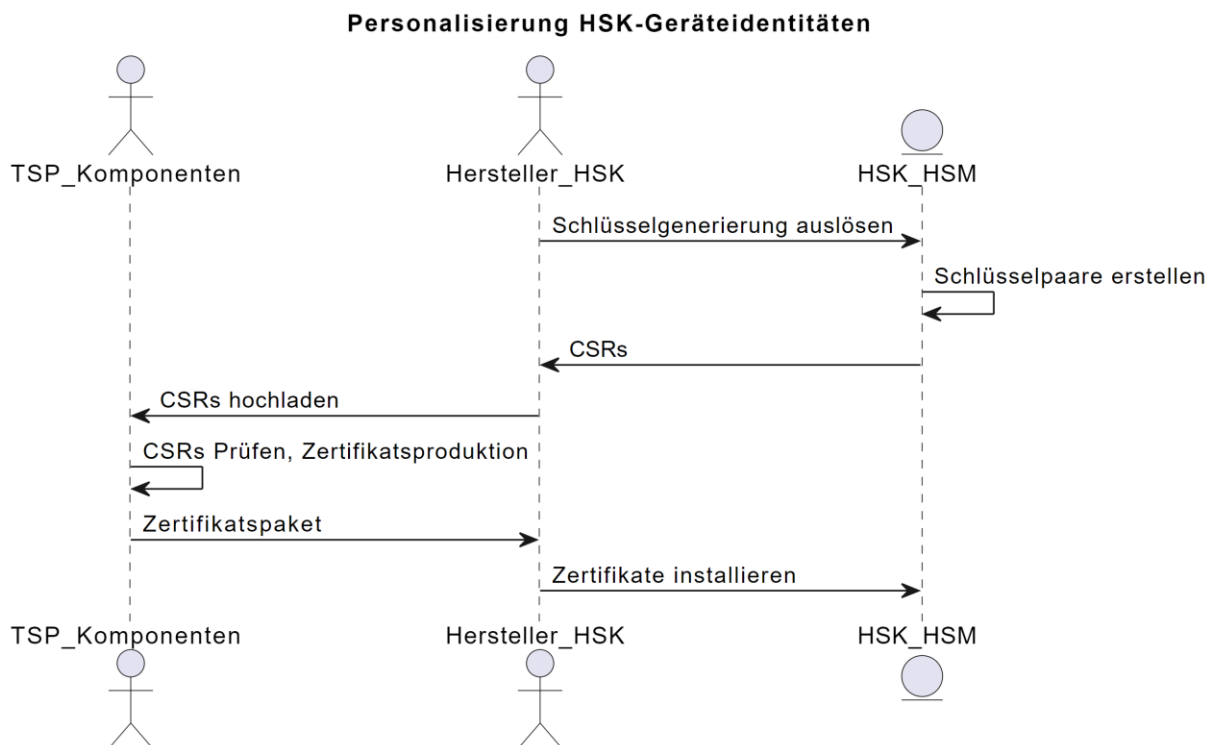 Personalisierung HSK-Geräteidentitäten
TSP_Komponenten
Hersteller_HSK
HSK_HSM
Schlüsselgenerierung auslösen
Schlüsselpaare erstellen
CSRs
CSRs hochladen
CSRs Prüfen, Zertifikatsproduktion
Zertifikatspaket
Zertifikate installieren
TSP_Komponenten
Hersteller_HSK
HSK_HSM